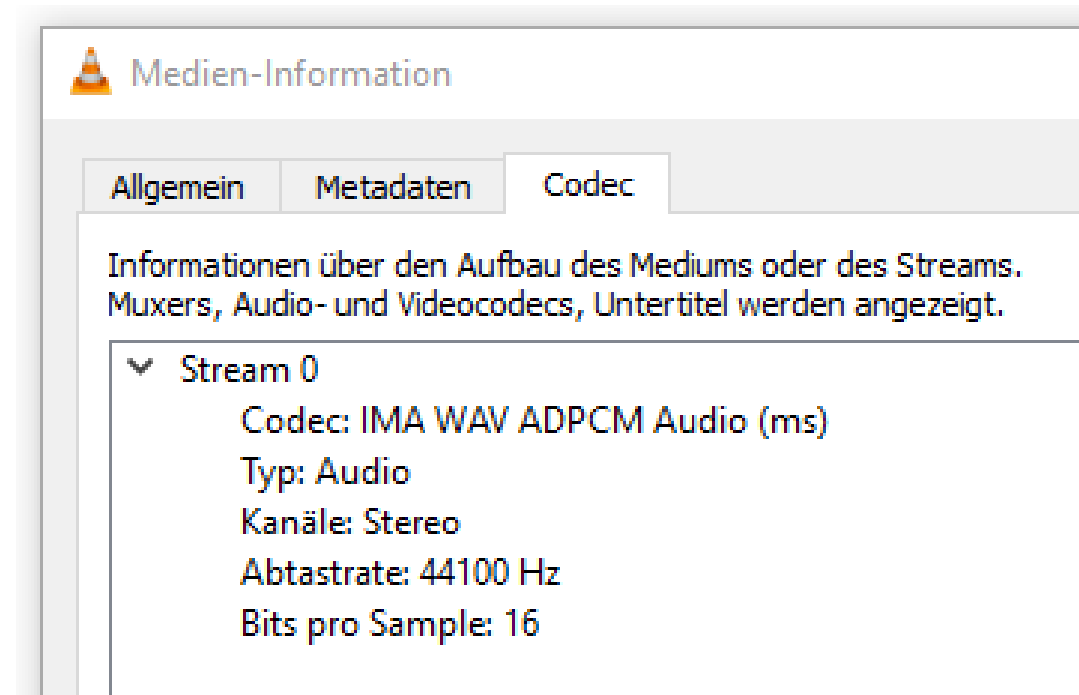 Medien-Information
Allgemein Metadaten Codec
Informationen über den Aufbau des Mediums oder des Streams.
Muxers, Audio- und Videocodecs, Untertitel werden angezeigt.
Stream 0
Codec: IMA WAV ADPCM Audio (ms)
Typ: Audio
Kanäle: Stereo
Abtastrate: 44100 Hz
Bits pro Sample: 16